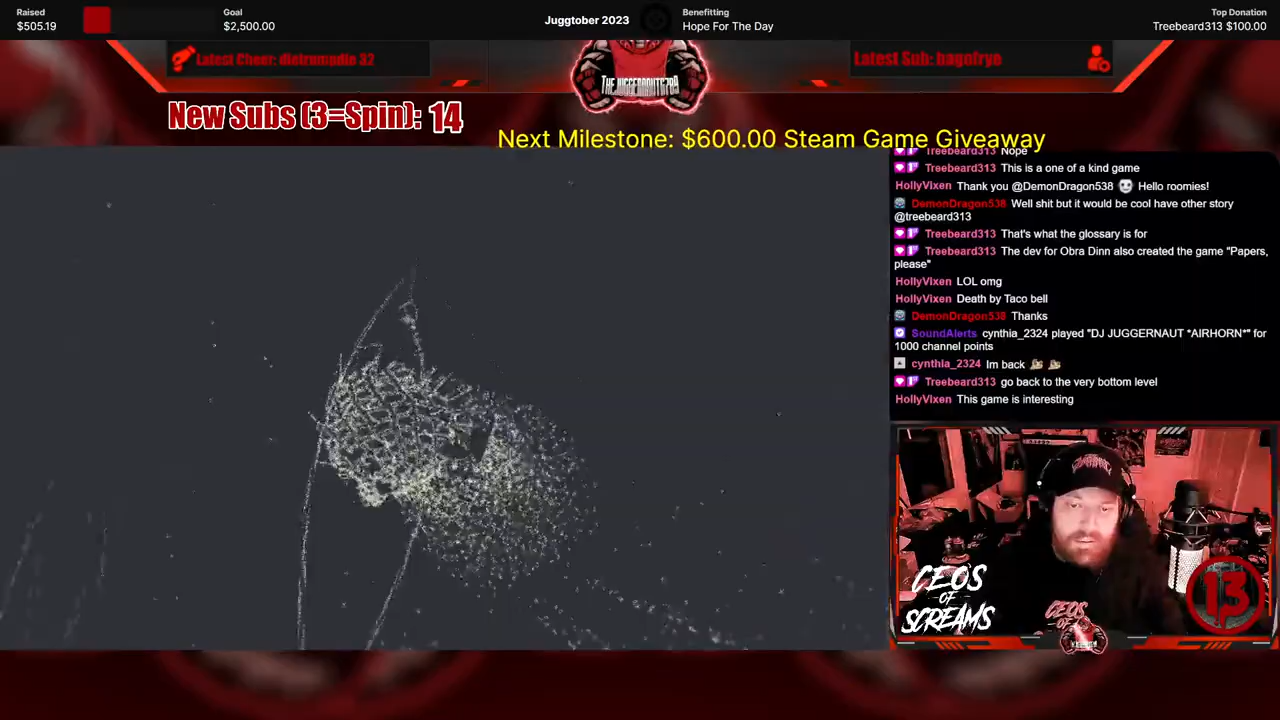 Raised
$505.19
Goal
$2,500.00
Juggtober 2023
Benefitting
Hope For The Day
Top Donation
Treebeard313 $100.00
Latest Cheer: dietrumpdie 32
THEJUGGERNAUT6789
Latest Sub: bagofrye
New Subs (3=Spin): 14
Next Milestone: $600.00 Steam Game Giveaway
Treebeard313 Nope
Treebeard313 This is a one of a kind game
HollyVixen Thank you @DemonDragon538 Hello roomies!
DemonDragon538 Well shit but it would be cool have other story
@treebeard313
Treebeard313 That's what the glossary is for
Treebeard313 The dev for Obra Dinn also created the game "Papers,
please"
HollyVixen LOL omg
HollyVixen Death by Taco bell
DemonDragon538 Thanks
SoundAlerts cynthia_2324 played "DJ JUGGERNAUT *AIRHORN*" for
1000 channel points
cynthia_2324 Im back
Treebeard313 go back to the very bottom level
HollyVixen This game is interesting
CEOS
OF
SCREAMS
CEOS
OF
13